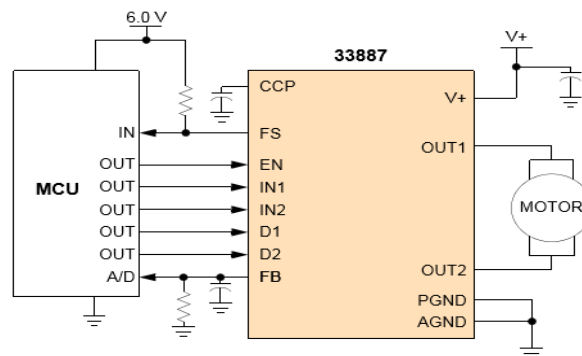 6.0 V
V+
33887
CCP
V+
IN
FS
OUT1
OUT
EN
OUT
IN1
MCU
OUT
IN2
MOTOR
OUT
D1
OUT
D2
A/D
FB
OUT2
PGND
AGND